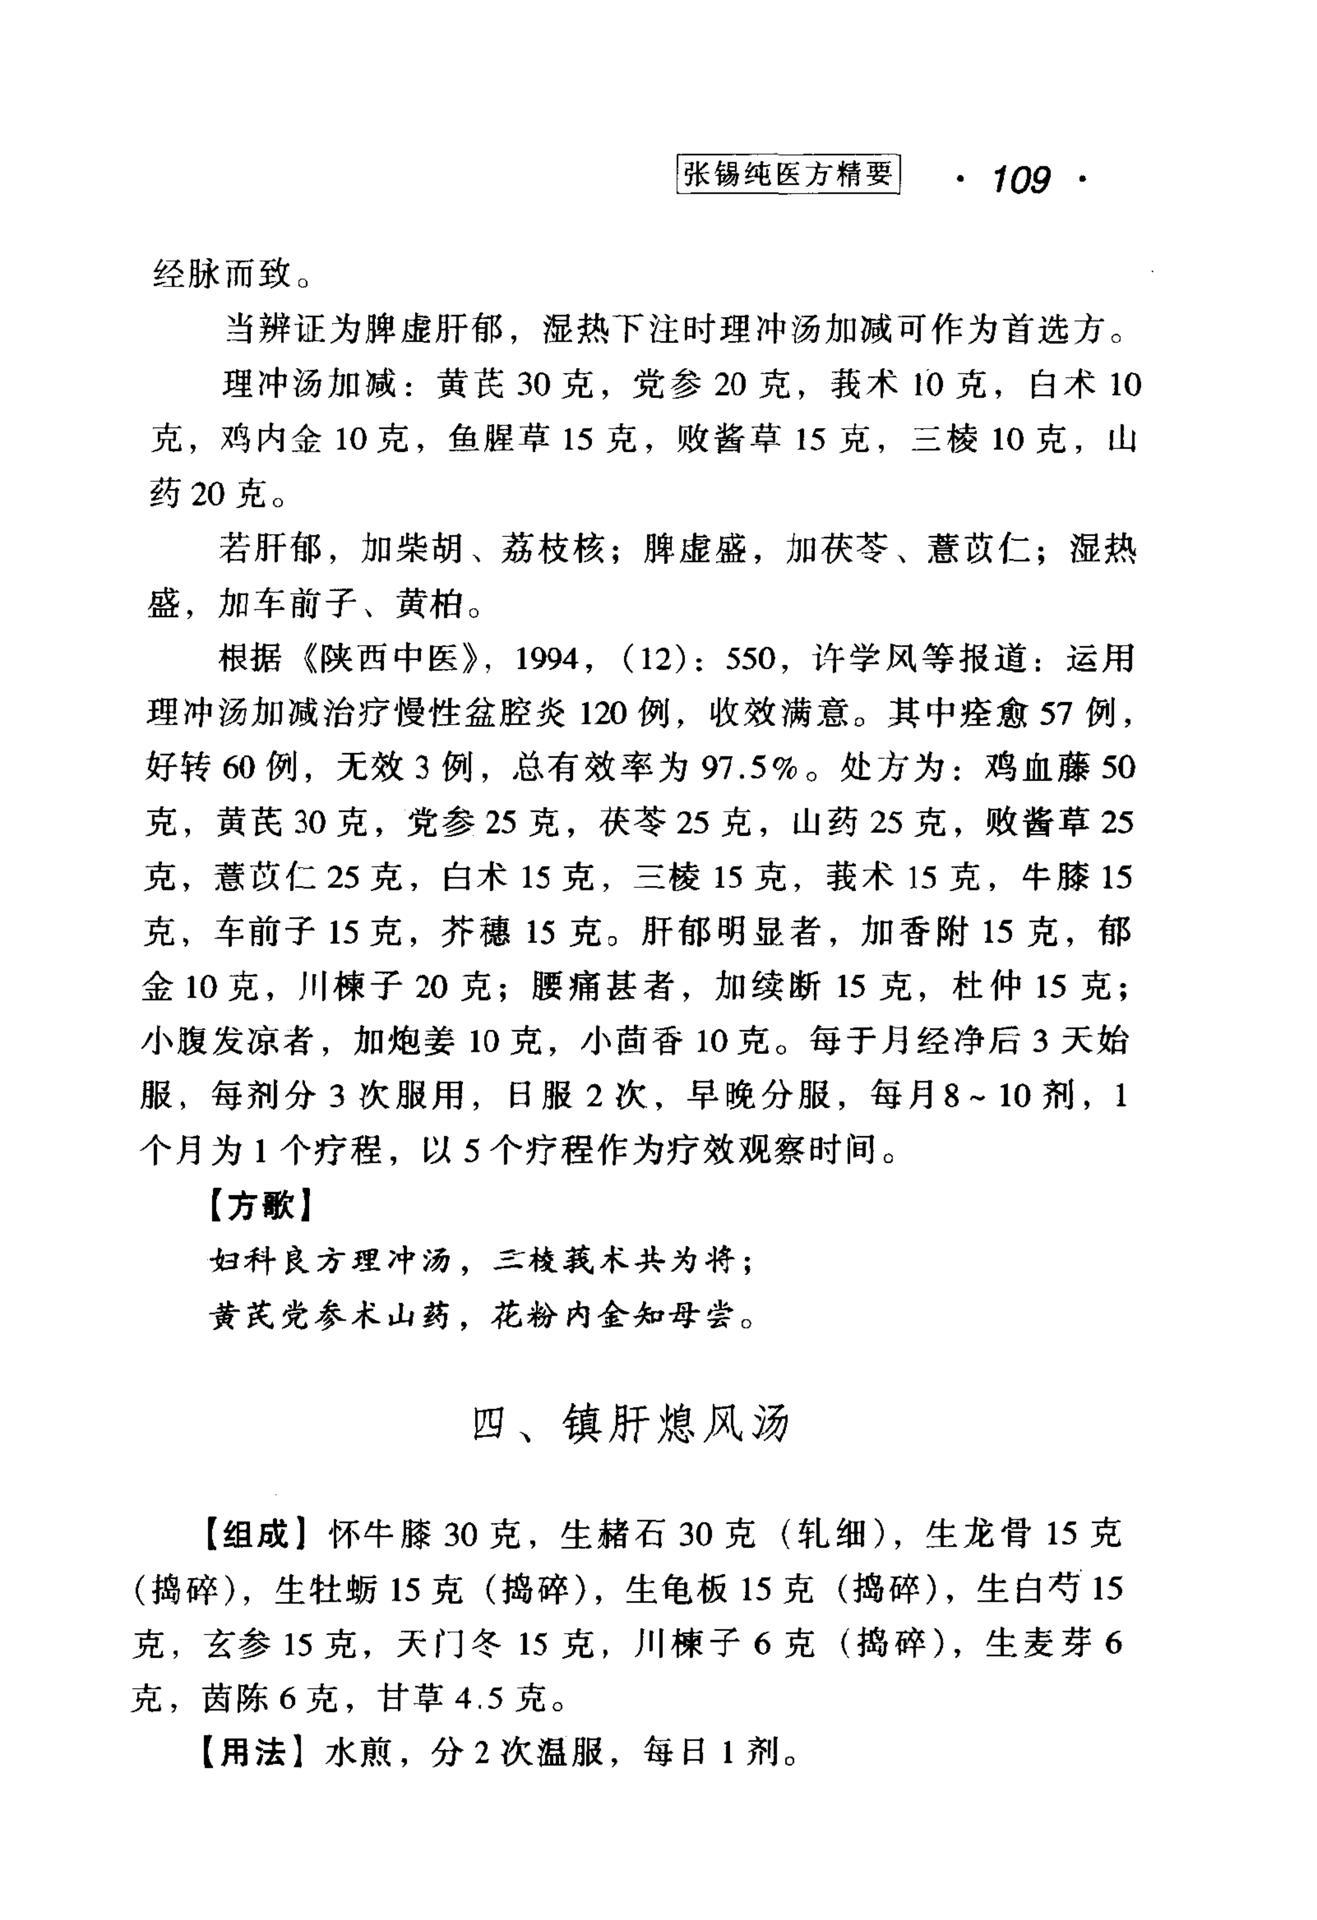 张锡纯医方精要 · 109 ·
经脉而致。
当辨证为脾虚肝郁，湿热下注时理冲汤加减可作为首选方。
理冲汤加减：黄芪 30 克，党参 20 克，莪术 10 克，白术 10
克，鸡内金 10 克，鱼腥草 15 克，败酱草 15 克，三棱 10 克，山
药 20 克。
若肝郁，加柴胡、荔枝核；脾虚盛，加茯苓、薏苡仁；湿热
盛，加车前子、黄柏。
根据《陕西中医》，1994，（12）：550，许学风等报道：运用
理冲汤加减治疗慢性盆腔炎 120 例，收效满意。其中痊愈 57 例，
好转 60 例，无效 3 例，总有效率为 97.5%。处方为：鸡血藤 50
克，黄芪 30 克，党参 25 克，茯苓 25 克，山药 25 克，败酱草 25
克，薏苡仁 25 克，白术 15 克，三棱 15 克，莪术 15 克，牛膝 15
克，车前子 15 克，芥穗 15 克。肝郁明显者，加香附 15 克，郁
金 10 克，川楝子 20 克；腰痛甚者，加续断 15 克，杜仲 15 克；
小腹发凉者，加炮姜 10 克，小茴香 10 克。每于月经净后 3 天始
服，每剂分 3 次服用，日服 2 次，早晚分服，每月 8～10 剂，1
个月为 1 个疗程，以 5 个疗程作为疗效观察时间。
【方歌】
妇科良方理冲汤，三棱莪术共为将；
黄芪党参术山药，花粉内金知母尝。
四、镇肝熄风汤
【组成】怀牛膝 30 克，生赭石 30 克（轧细），生龙骨 15 克
（捣碎），生牡蛎 15 克（捣碎），生龟板 15 克（捣碎），生白芍 15
克，玄参 15 克，天门冬 15 克，川楝子 6 克（捣碎），生麦芽 6
克，茵陈 6 克，甘草 4.5 克。
【用法】水煎，分 2 次温服，每日 1 剂。